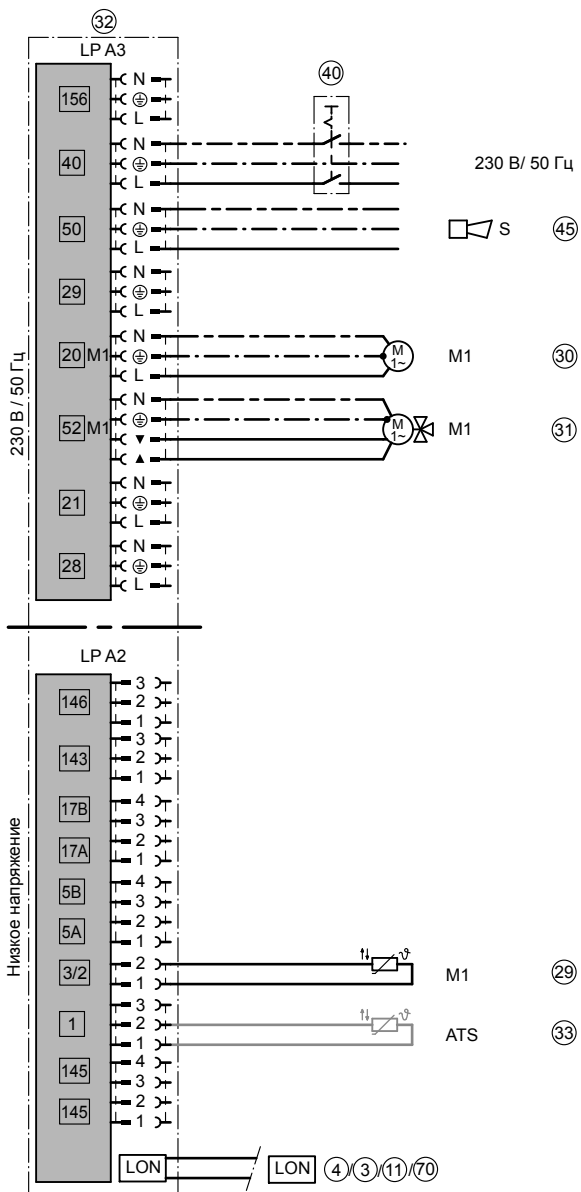 32
LP A3
156
N
L
40
40
N
L
230 В/ 50 Гц
50
N
L
S
45
29
N
L
20 M1
N
L
M
1~
M1
30
52 M1
N
▼
▲
M
1~
M1
31
21
N
L
28
N
L
230 В / 50 Гц
LP A2
146
3
2
1
143
3
2
1
17B
4
3
17A
2
1
5B
4
3
5A
2
1
3/2
2
1
ϑ
M1
29
1
3
2
1
ϑ
ATS
33
145
4
3
145
2
1
Низкое напряжение
LON
LON 4/3/11/70